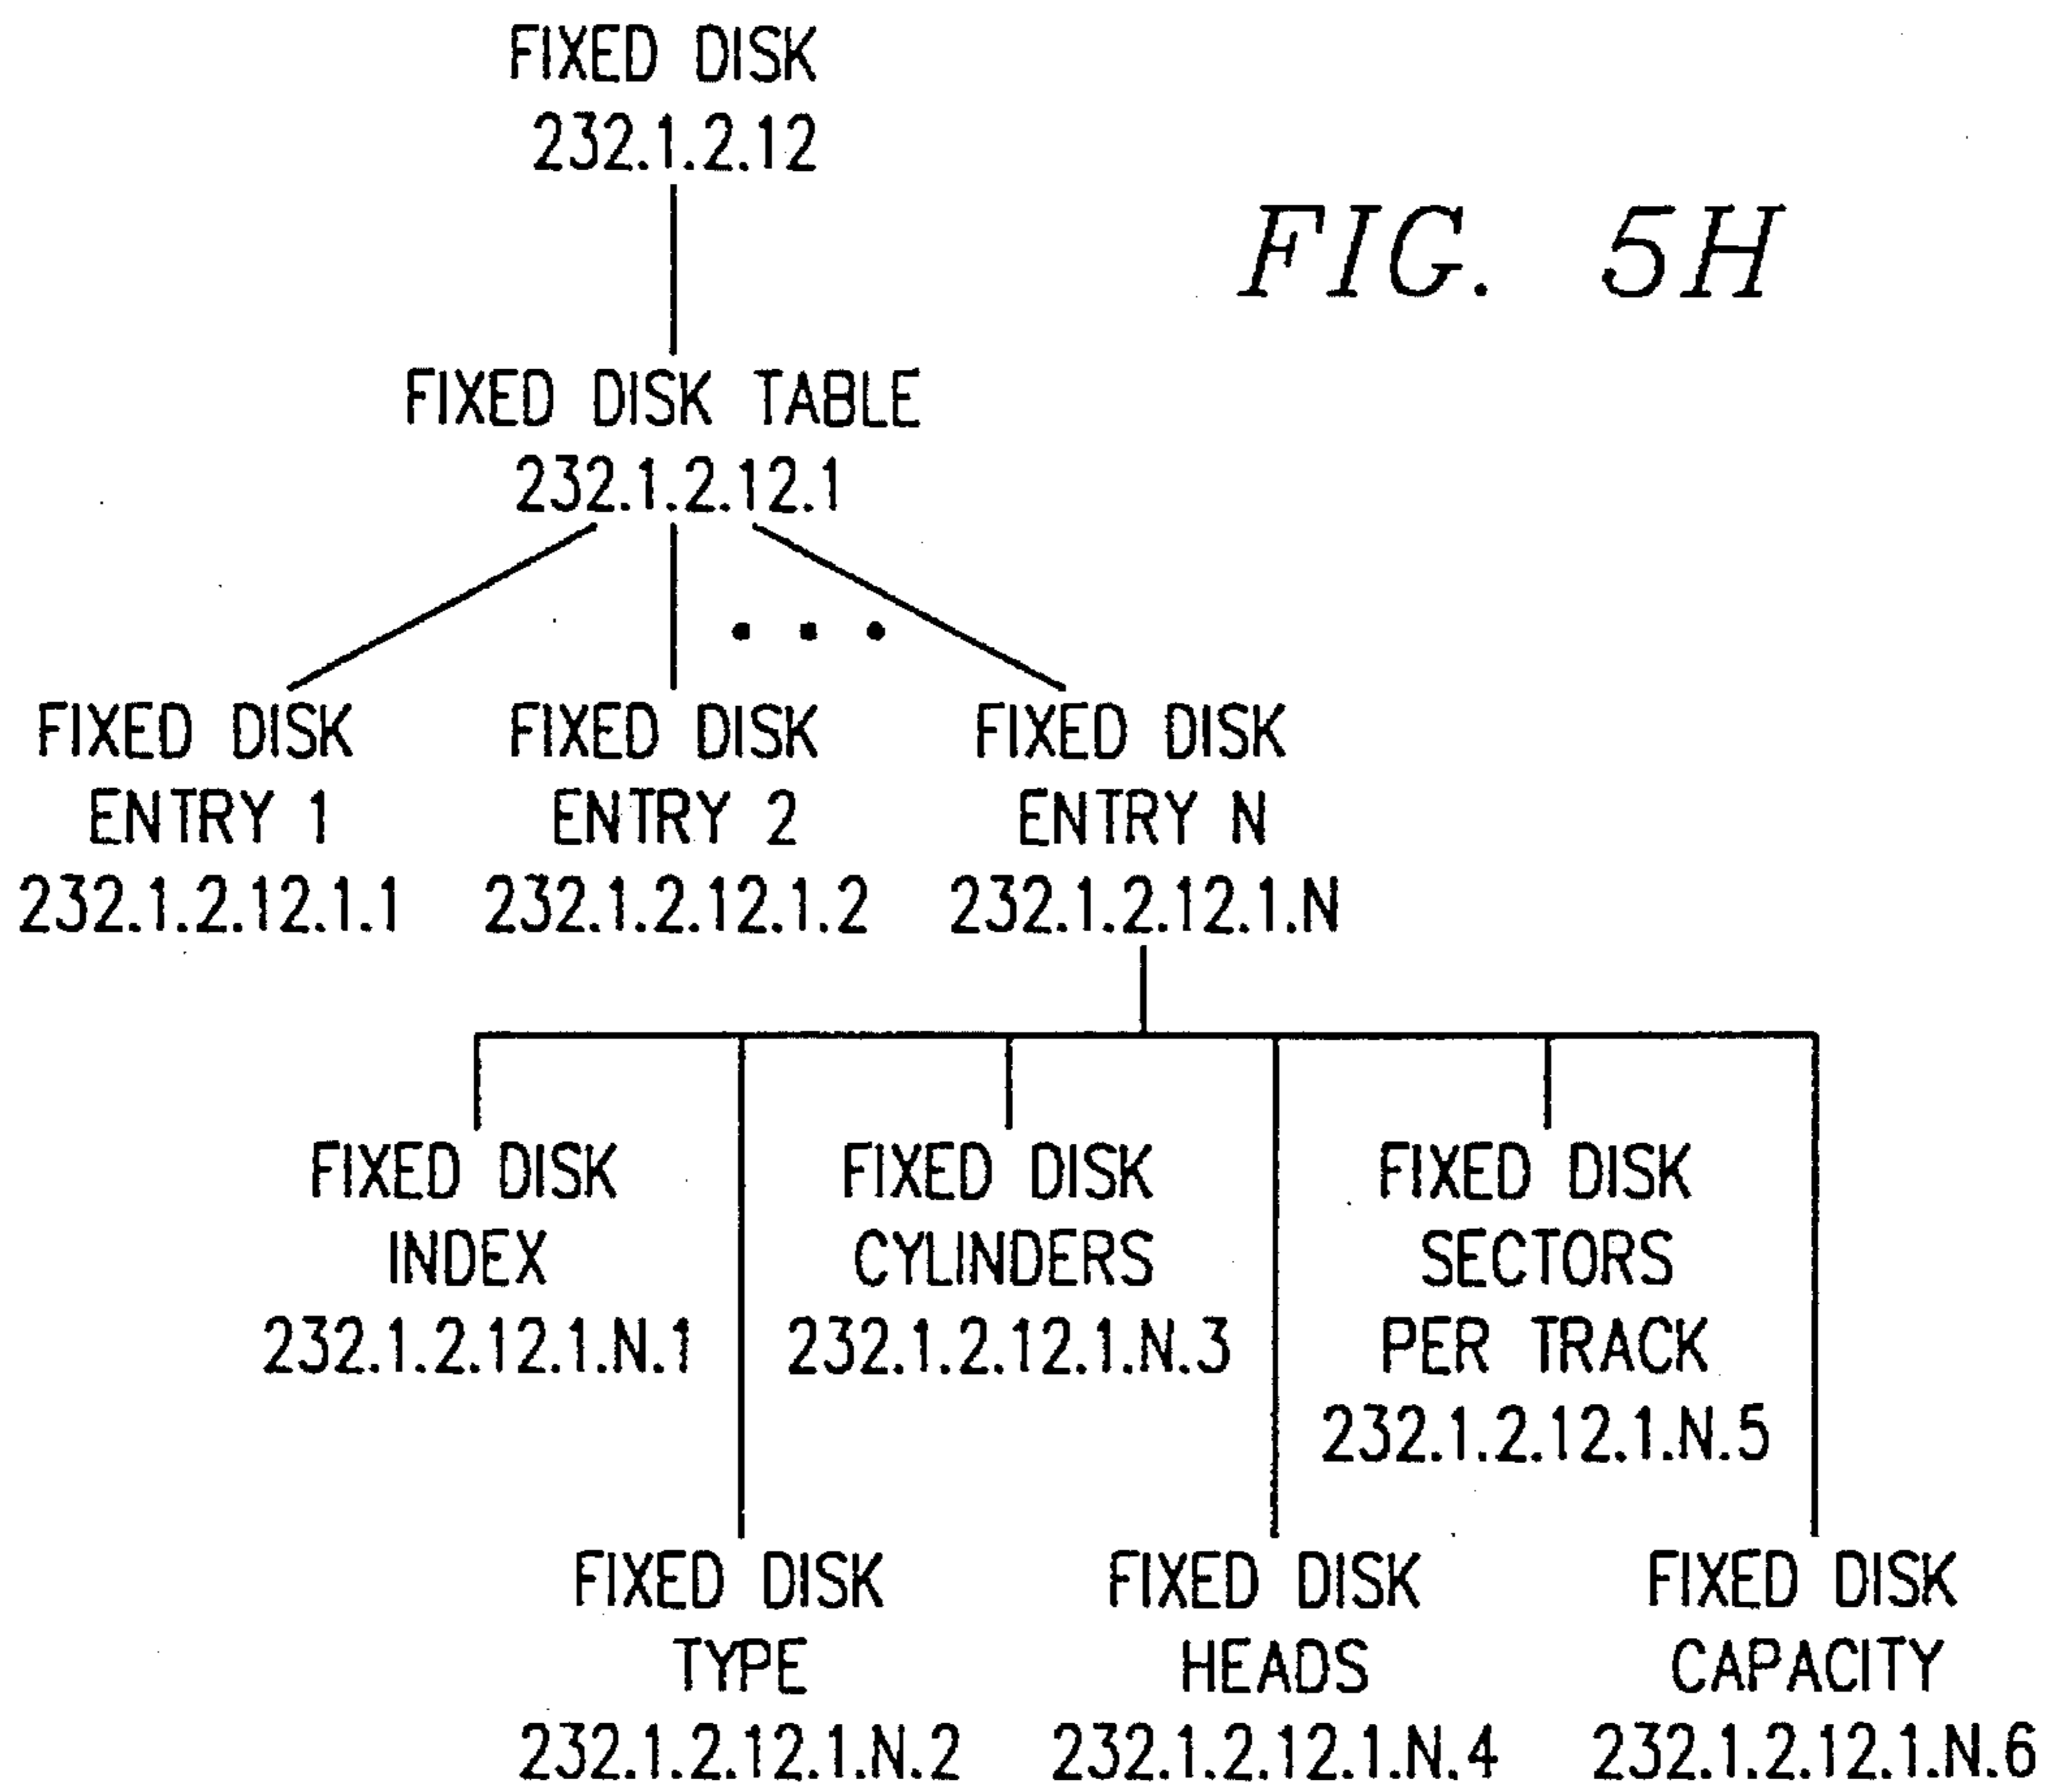 FIXED DISK
232.1.2.12
FIG. 5H
FIXED DISK TABLE
232.1.2.12.1
FIXED DISK
ENTRY 1
232.1.2.12.1.1
FIXED DISK
ENTRY 2
232.1.2.12.1.2
FIXED DISK
ENTRY N
232.1.2.12.1.N
FIXED DISK
INDEX
232.1.2.12.1.N.1
FIXED DISK
CYLINDERS
232.1.2.12.1.N.3
FIXED DISK
SECTORS
PER TRACK
232.1.2.12.1.N.5
FIXED DISK
TYPE
232.1.2.12.1.N.2
FIXED DISK
HEADS
232.1.2.12.1.N.4
FIXED DISK
CAPACITY
232.1.2.12.1.N.6